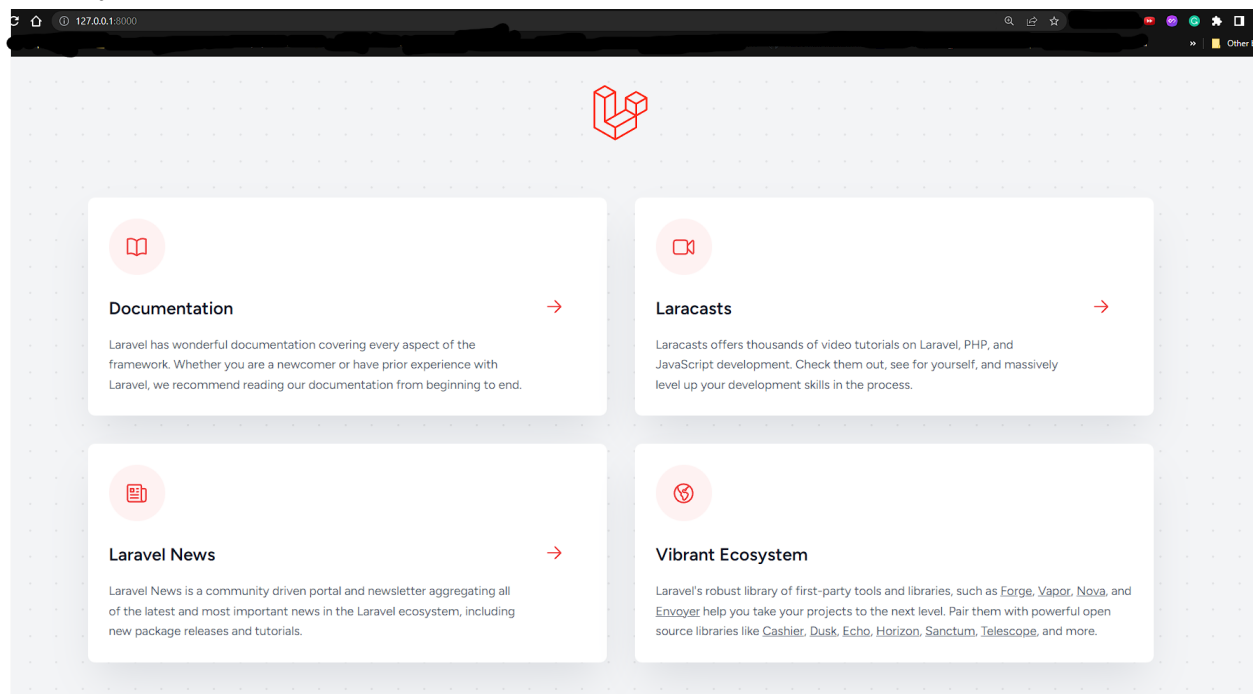 127.0.0.1:8000
Other
Documentation
Laravel has wonderful documentation covering every aspect of the
framework. Whether you are a newcomer or have prior experience with
Laravel, we recommend reading our documentation from beginning to end.
Laracasts
Laracasts offers thousands of video tutorials on Laravel, PHP, and
JavaScript development. Check them out, see for yourself, and massively
level up your development skills in the process.
Laravel News
Laravel News is a community driven portal and newsletter aggregating all
of the latest and most important news in the Laravel ecosystem, including
new package releases and tutorials.
Vibrant Ecosystem
Laravel's robust library of first-party tools and libraries, such as Forge, Vapor, Nova, and
Envoyer help you take your projects to the next level. Pair them with powerful open
source libraries like Cashier, Dusk, Echo, Horizon, Sanctum, Telescope, and more.